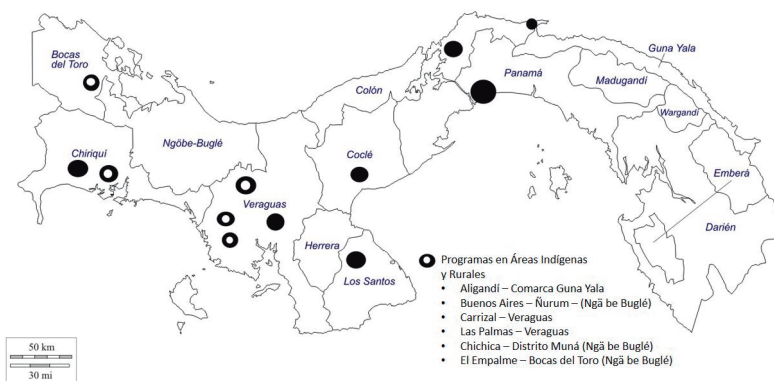 Bocas
del Toro
Guna Yala
Panamá
Madugandí
Colón
Wargandí
Ngöbe-Buglé
Chiriquí
Coclé
Emberá
Veraguas
Darién
Herrera
Los Santos
Programas en Áreas Indígenas
y Rurales
• Aligandí – Comarca Guna Yala
• Buenos Aires – Ñurum – (Ngä be Buglé)
• Carrizal – Veraguas
• Las Palmas – Veraguas
• Chichica – Distrito Muná (Ngä be Buglé)
• El Empalme – Bocas del Toro (Ngä be Buglé)
50 km
30 mi